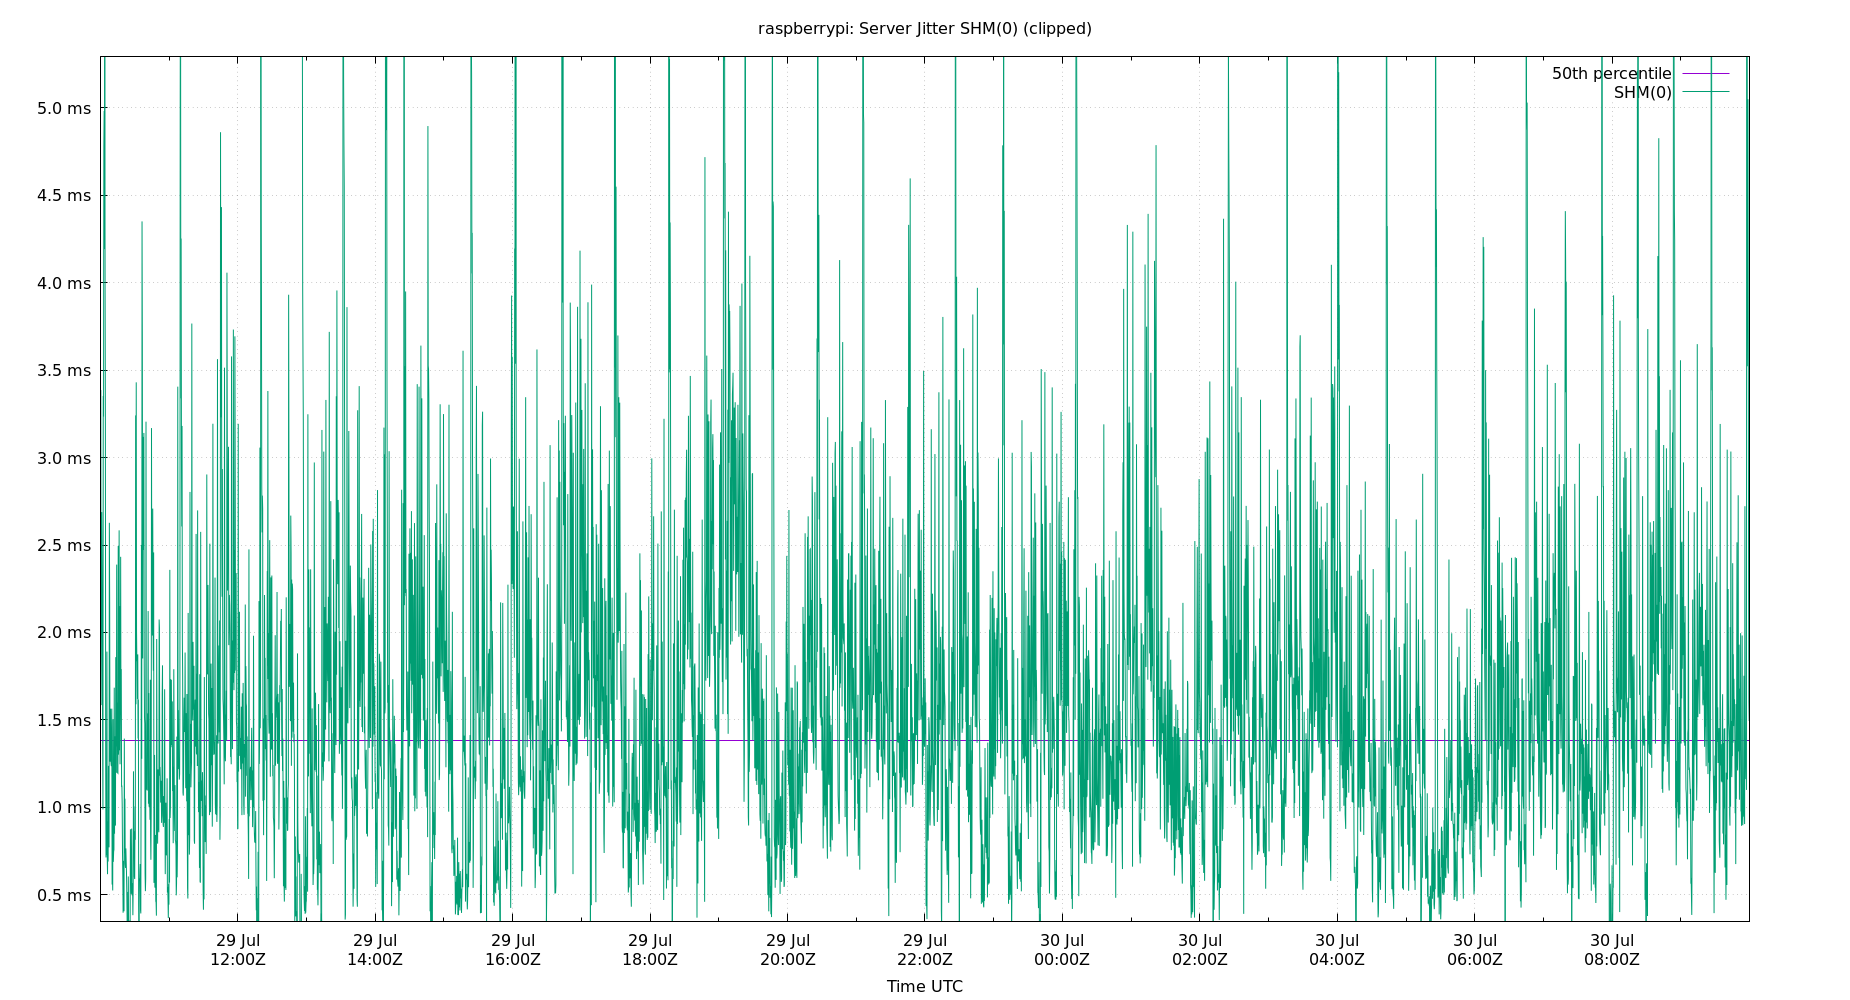 raspberrypi: Server Jitter SHM(0) (clipped)
50th percentile
SHM(0)
5.0 ms
4.5 ms
4.0 ms
3.5 ms
3.0 ms
2.5 ms
2.0 ms
1.5 ms
1.0 ms
0.5 ms
29 Jul 29 Jul 29 Jul 29 Jul 29 Jul 29 Jul 30 Jul 30 Jul 30 Jul 30 Jul 30 Jul
12:00Z 14:00Z 16:00Z 18:00Z 20:00Z 22:00Z 00:00Z 02:00Z 04:00Z 06:00Z 08:00Z
Time UTC